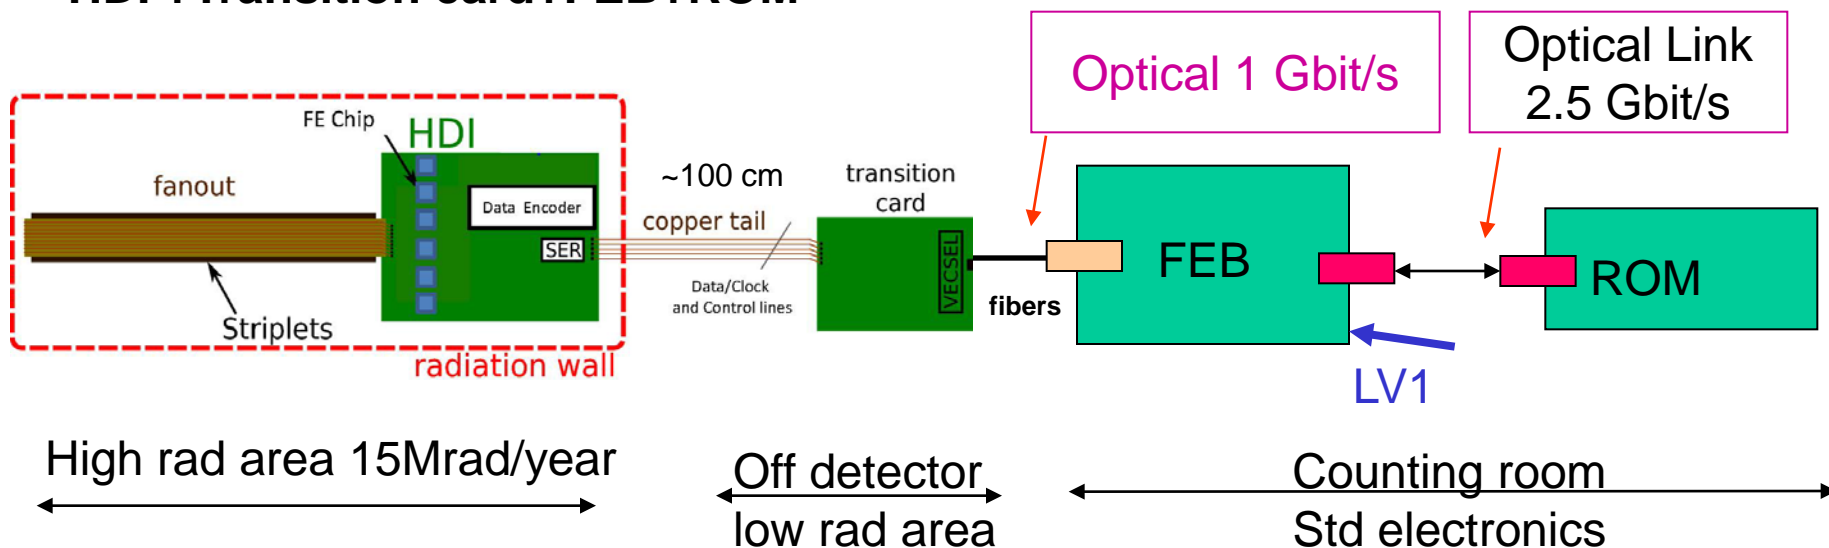 Optical 1 Gbit/s
Optical Link
2.5 Gbit/s
FE Chip
HDI
fanout
Data Encoder
SER
Striplets
radiation wall
~100 cm
copper tail
Data/Clock
and Control lines
transition
card
VECSEL
fibers
FEB
ROM
LV1
High rad area 15Mrad/year
Off detector
low rad area
Counting room
Std electronics